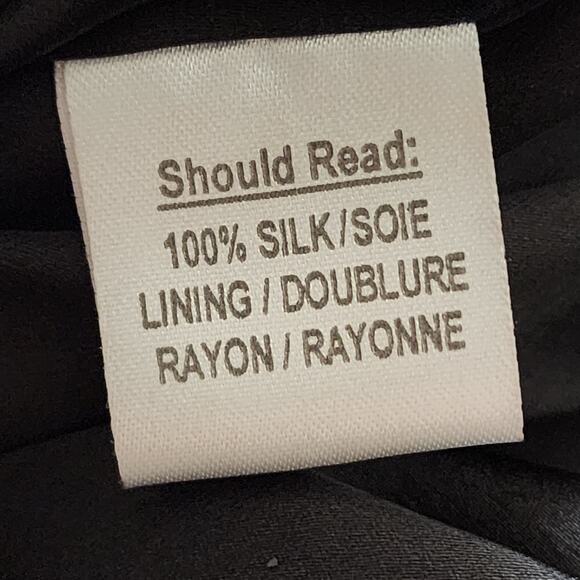 Should Read:
100% SILK/SOIE
LINING / DOUBLURE
RAYON / RAYONNE